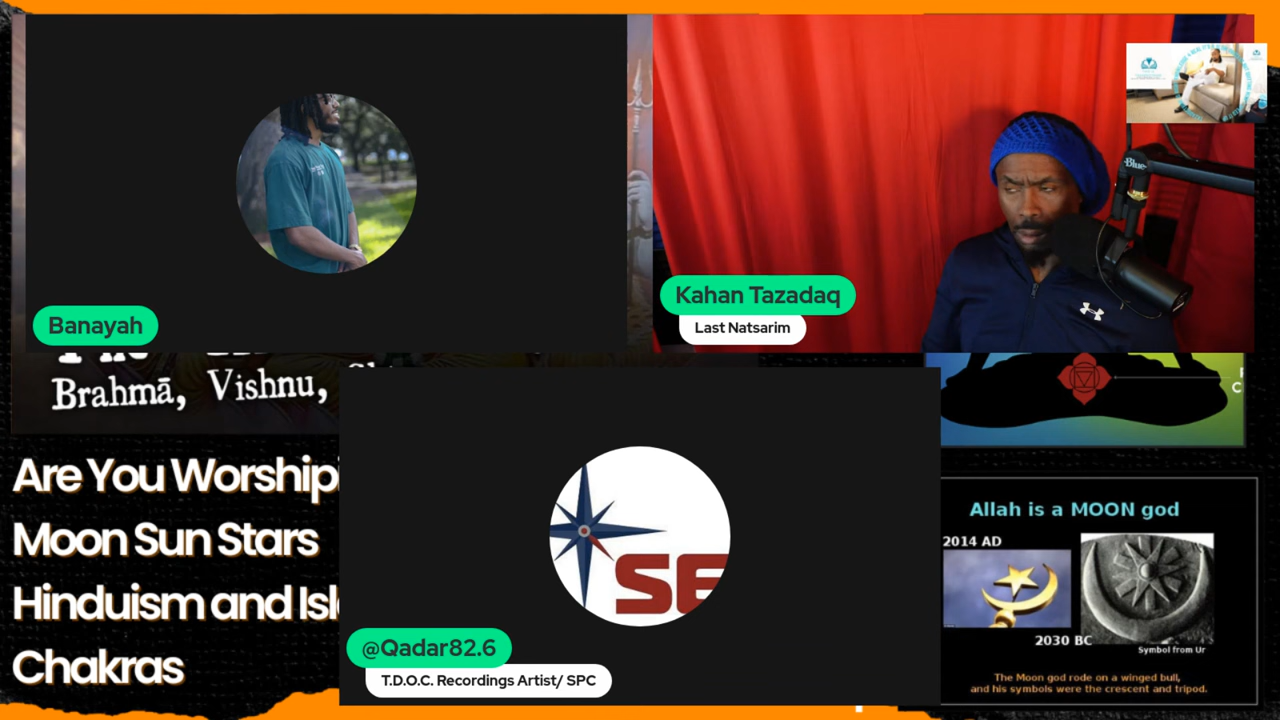 Banayah
Kahan Tazadaq
Last Natsarim
Blue
Brahmā, Vishnu,
Are You Worshipi
Moon Sun Stars
Hinduism and Isl
Chakras
SE
@Qadar82.6
T.D.O.C. Recordings Artist/ SPC
C
Allah is a MOON god
2014 AD
2030 BC
Symbol from Ur
The Moon god rode on a winged bull,
and his symbols were the crescent and tripod.